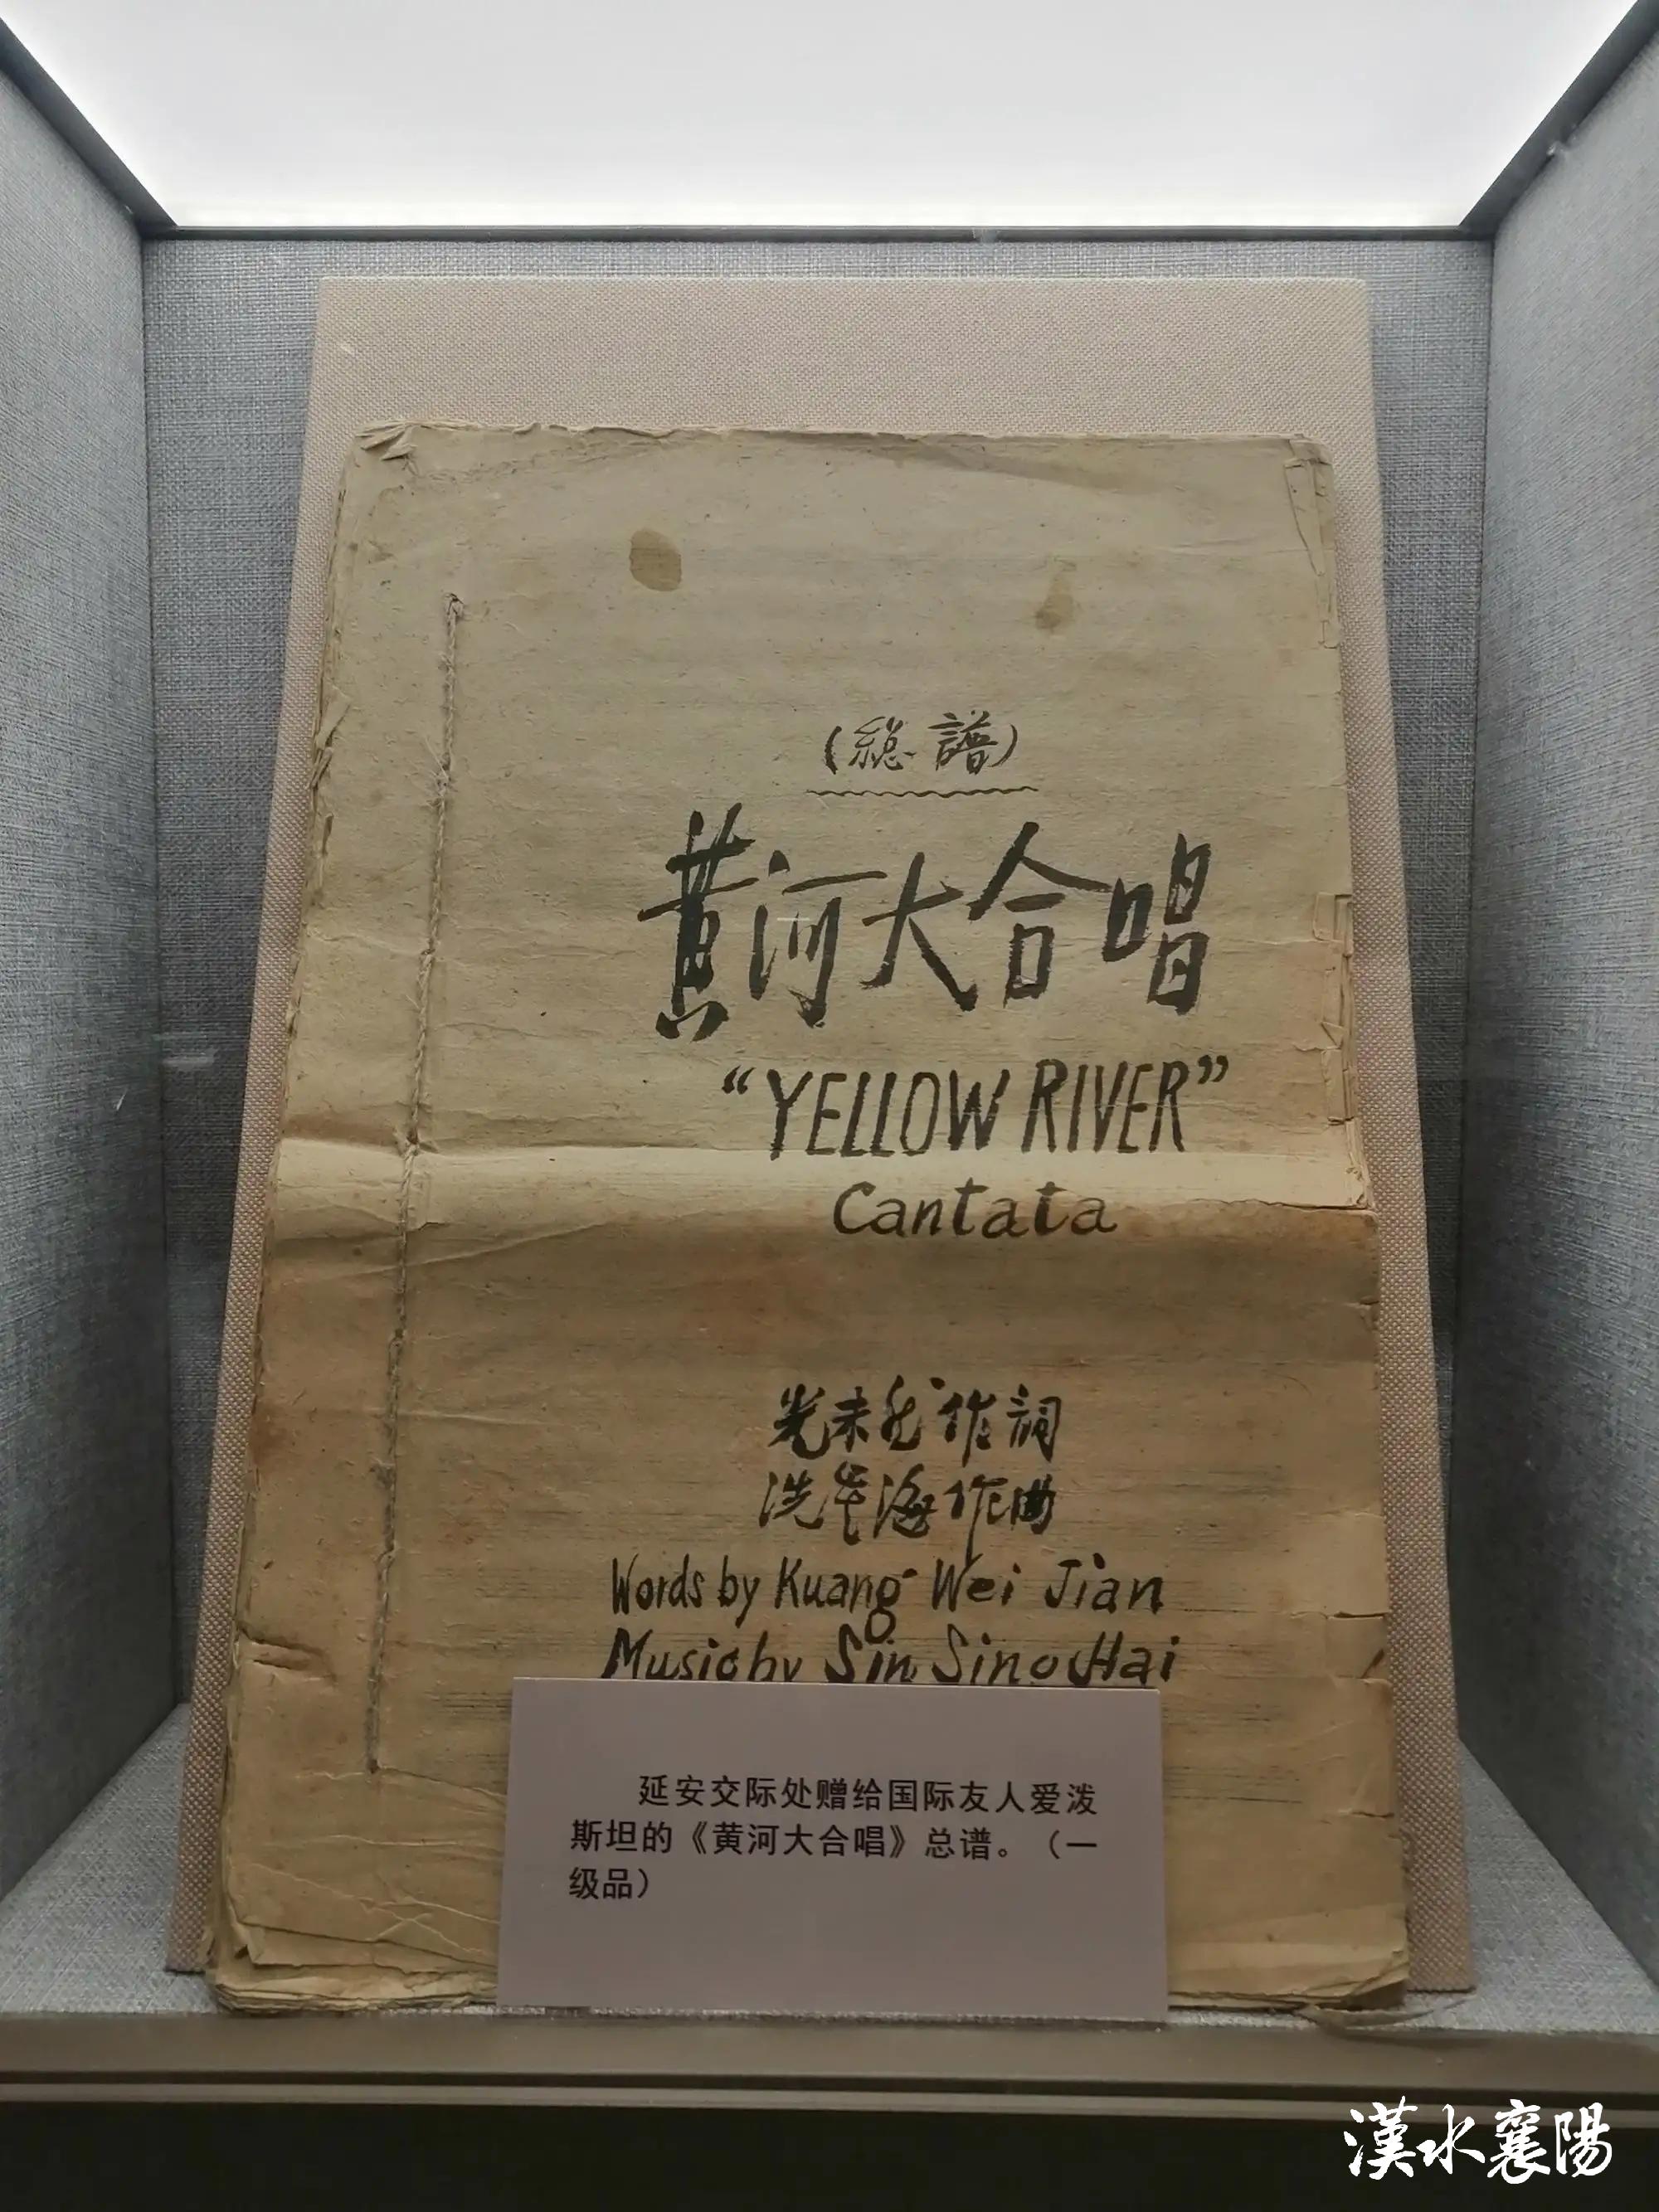 (總譜)
黄河大合唱
“YELLOW RIVER”
Cantata
光未然作詞
冼星海作曲
Words by Kuang Wei Jian
Music by Sin Sing Hai
延安交际处赠给国际友人爱泼
斯坦的《黄河大合唱》总谱。（一
级品）
漢水襄陽